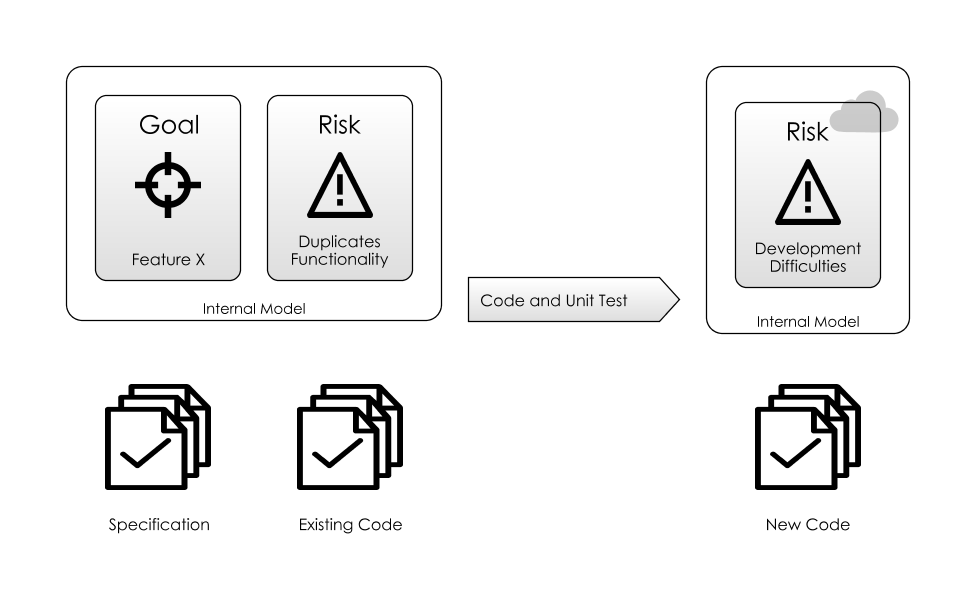 Goal
Feature X
Risk
Duplicates
Functionality
Internal Model
Code and Unit Test
Risk
Development
Difficulties
Internal Model
Specification
Existing Code
New Code